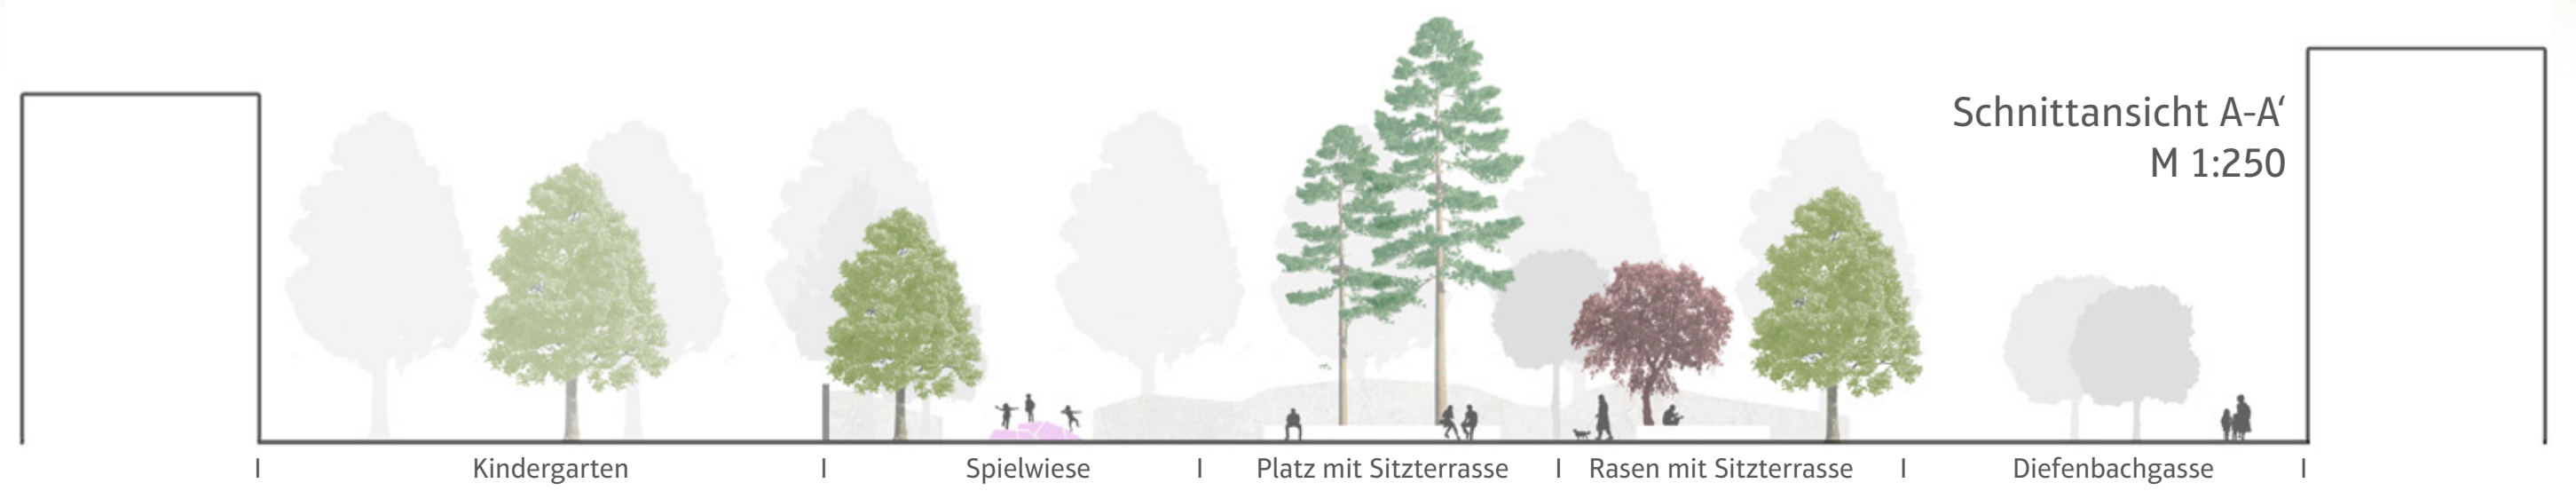 Schnittansicht A-A‘
M 1:250
Kindergarten
Spielwiese
Platz mit Sitzterrasse
Rasen mit Sitzterrasse
Diefenbachgasse